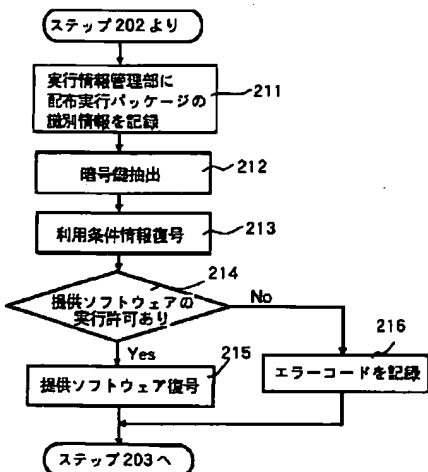 ステップ202より
実行情報管理部に
配布実行パッケージの
識別情報を記録
211
暗号鍵抽出
212
利用条件情報復号
213
214
提供ソフトウェアの
実行許可あり
No
Yes
215
216
提供ソフトウェア復号
エラーコードを記録
ステップ203へ